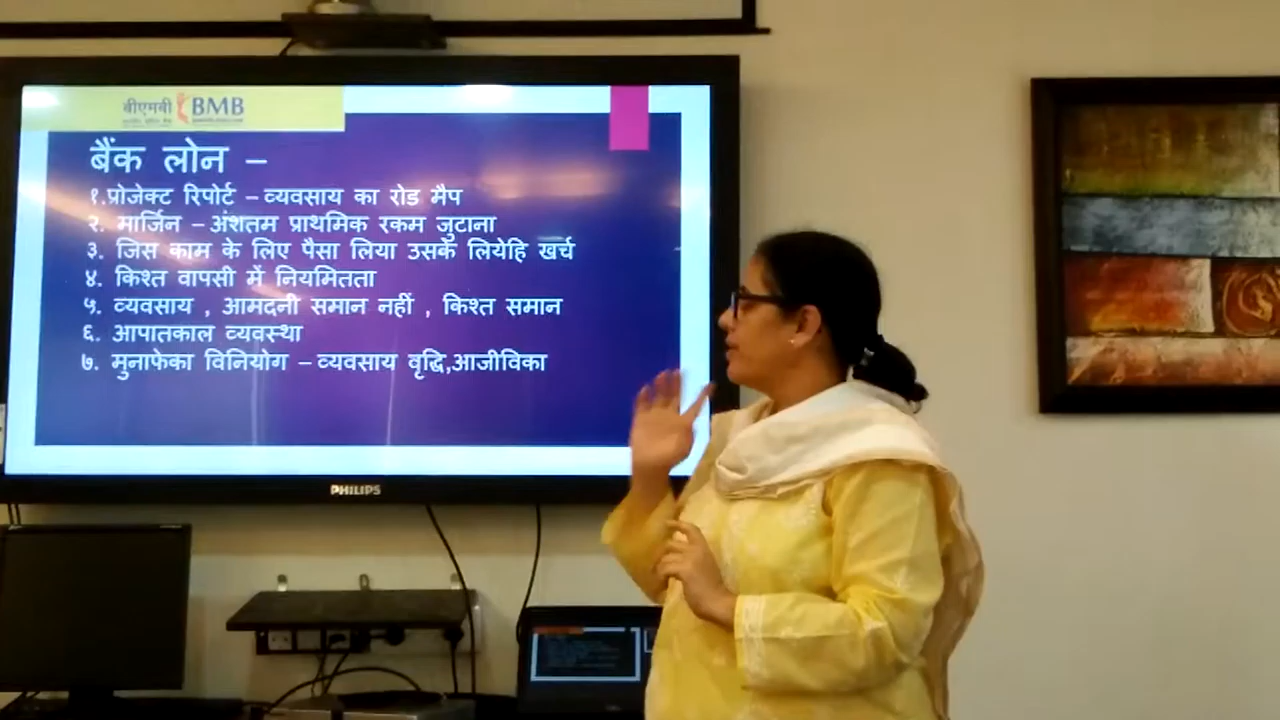 बीएमबी BMB
बैंक लोन –
१.प्रोजेक्ट रिपोर्ट – व्यवसाय का रोड मैप
२. मार्जिन – अंशतम प्राथमिक रकम जुटाना
३. जिस काम के लिए पैसा लिया उसके लियेहि खर्च
४. किश्त वापसी में नियमितता
५. व्यवसाय , आमदनी समान नहीं , किश्त समान
६. आपातकाल व्यवस्था
७. मुनाफेका विनियोग – व्यवसाय वृद्धि,आजीविका
PHILIPS